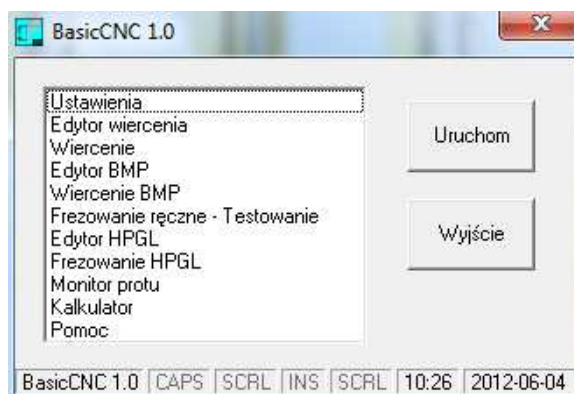 BasicCNC 1.0
Ustawienia
Edytor wiercenia
Wiercenie
Edytor BMP
Wiercenie BMP
Frezowanie ręczne - Testowanie
Edytor HPGL
Frezowanie HPGL
Monitor protu
Kalkulator
Pomoc
Uruchom
Wyjście
BasicCNC 1.0 CAPS SCRL INS SCRL 10:26 2012-06-04